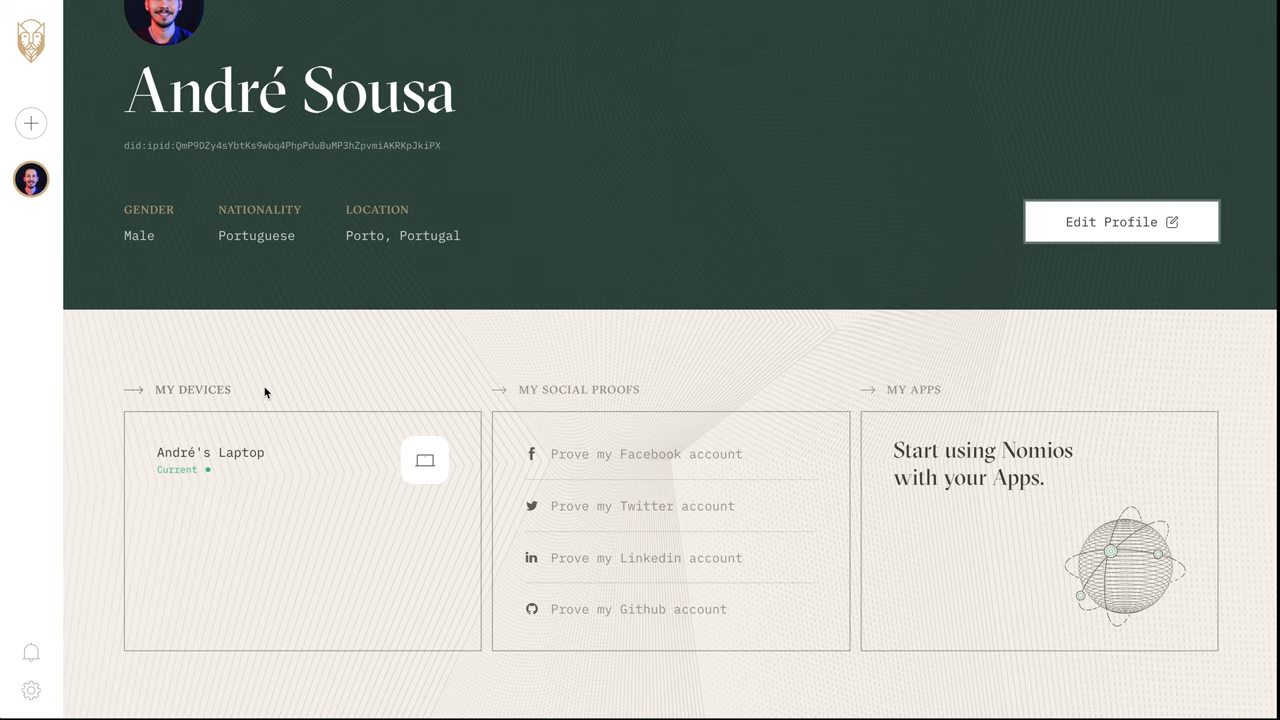 André Sousa
did:ipid:QmP9DZy4sYbtKs9wbq4PhpPduBuMP3hZpvmiAKRKpJkiPX
GENDER NATIONALITY LOCATION
Male Portuguese Porto, Portugal
Edit Profile
MY DEVICES
André's Laptop
Current
MY SOCIAL PROOFS
Prove my Facebook account
Prove my Twitter account
Prove my Linkedin account
Prove my Github account
MY APPS
Start using Nomios
with your Apps.